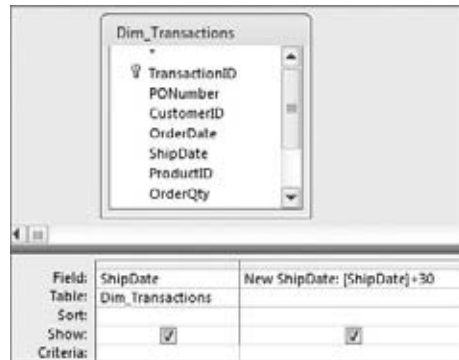 Dim_Transactions
*
TransactionID
PONumber
CustomerID
OrderDate
ShipDate
ProductID
OrderQty
Field: ShipDate New ShipDate: [ShipDate]+30
Table: Dim_Transactions
Sort:
Show:
Criteria: